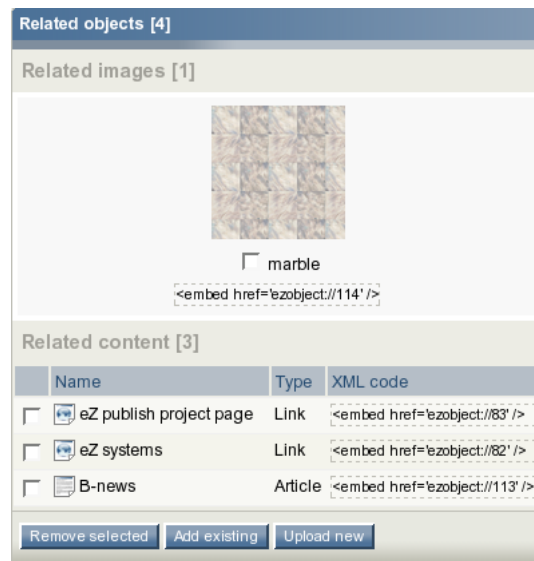 Related objects [4]
Related images [1]
marble
<embed href='ezobject://114' />
Related content [3]
Name Type XML code
eZ publish project page Link <embed href='ezobject://83' />
eZ systems Link <embed href='ezobject://82' />
B-news Article <embed href='ezobject://113' />
Remove selected Add existing Upload new